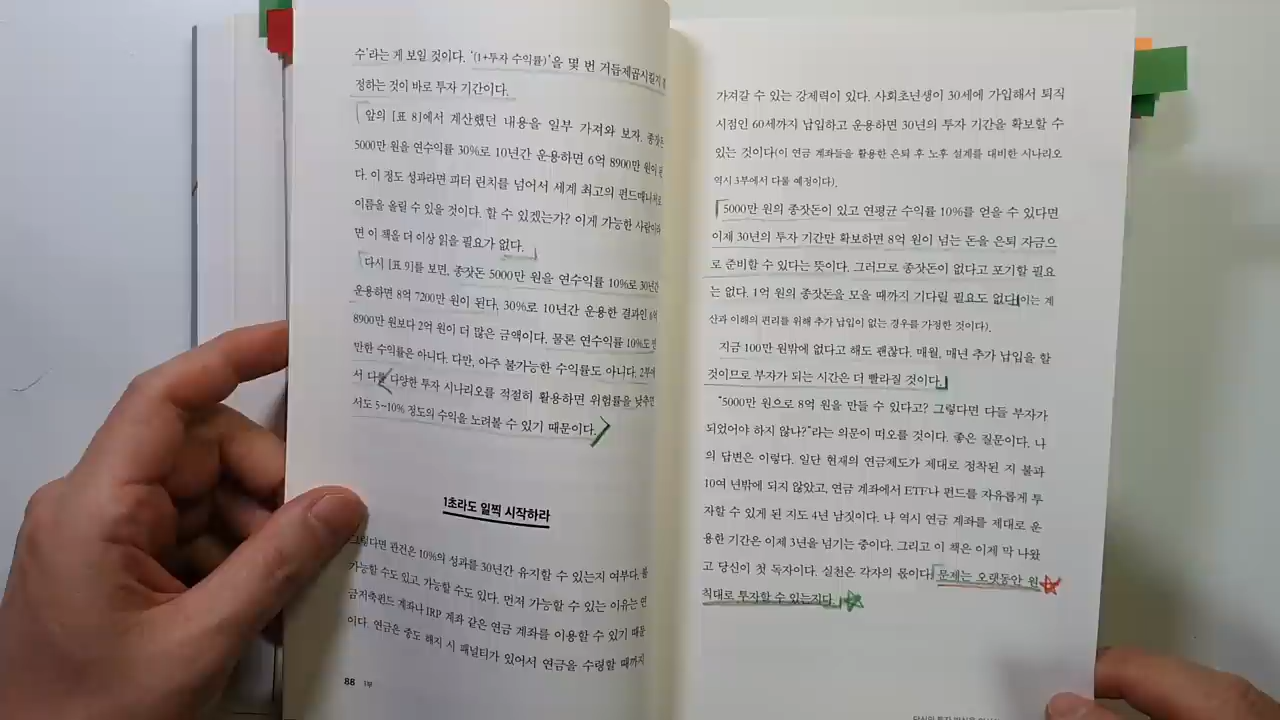 수'라는 게 보일 것이다. '(1+투자 수익률)'을 몇 번 거듭제곱시킬지
정하는 것이 바로 투자 기간이다.
앞의 [표 8]에서 계산했던 내용을 일부 가져와 보자. 종잣돈
5000만 원을 연수익률 30%로 10년간 운용하면 6억 8900만 원이
다. 이 정도 성과라면 피터 린치를 넘어서 세계 최고의 펀드매니저로
이름을 올릴 수 있을 것이다. 할 수 있겠는가? 이게 가능한 사람이라
면 이 책을 더 이상 읽을 필요가 없다.
다시 [표 9]를 보면, 종잣돈 5000만 원을 연수익률 10%로 30년간
운용하면 8억 7200만 원이 된다. 30%로 10년간 운용한 결과인 6억
8900만 원보다 2억 원이 더 많은 금액이다. 물론 연수익률 10%도 만
만한 수익률은 아니다. 다만, 아주 불가능한 수익률도 아니다. 2부에
서 다룰 다양한 투자 시나리오를 적절히 활용하면 위험률을 낮추면
서도 5~10% 정도의 수익을 노려볼 수 있기 때문이다.
1초라도 일찍 시작하라
그렇다면 관건은 10%의 성과를 30년간 유지할 수 있는지 여부다. 불
가능할 수도 있고 가능할 수도 있다. 먼저 가능할 수 있는 이유는 연
금저축펀드 계좌나 IRP 계좌 같은 연금 계좌를 이용할 수 있기 때문
이다. 연금은 중도 해지 시 패널티가 있어서 연금을 수령할 때까지
88 1부
가져갈 수 있는 강제력이 있다. 사회초년생이 30세에 가입해서 퇴직
시점인 60세까지 납입하고 운용하면 30년의 투자 기간을 확보할 수
있는 것이다(이 연금 계좌들을 활용한 은퇴 후 노후 설계를 대비한 시나리오
역시 3부에서 다룰 예정이다).
5000만 원의 종잣돈이 있고 연평균 수익률 10%를 얻을 수 있다면
이제 30년의 투자 기간만 확보하면 8억 원이 넘는 돈을 은퇴 자금으
로 준비할 수 있다는 뜻이다. 그러므로 종잣돈이 없다고 포기할 필요
는 없다. 1억 원의 종잣돈을 모을 때까지 기다릴 필요도 없다(이는 계
산과 이해의 편리를 위해 추가 납입이 없는 경우를 가정한 것이다).
지금 100만 원밖에 없다고 해도 괜찮다. 매월, 매년 추가 납입을 할
것이므로 부자가 되는 시간은 더 빨라질 것이다.
"5000만 원으로 8억 원을 만들 수 있다고? 그렇다면 다들 부자가
되었어야 하지 않나?"라는 의문이 떠오를 것이다. 좋은 질문이다. 나
의 답변은 이렇다. 일단 현재의 연금제도가 제대로 정착된 지 불과
10여 년밖에 되지 않았고, 연금 계좌에서 ETF나 펀드를 자유롭게 투
자할 수 있게 된 지도 4년 남짓이다. 나 역시 연금 계좌를 제대로 운
용한 기간은 이제 3년을 넘기는 중이다. 그리고 이 책은 이제 막 나왔
고 당신이 첫 독자이다. 실천은 각자의 몫이다. 문제는 오랫동안 원
칙대로 투자할 수 있는지다.